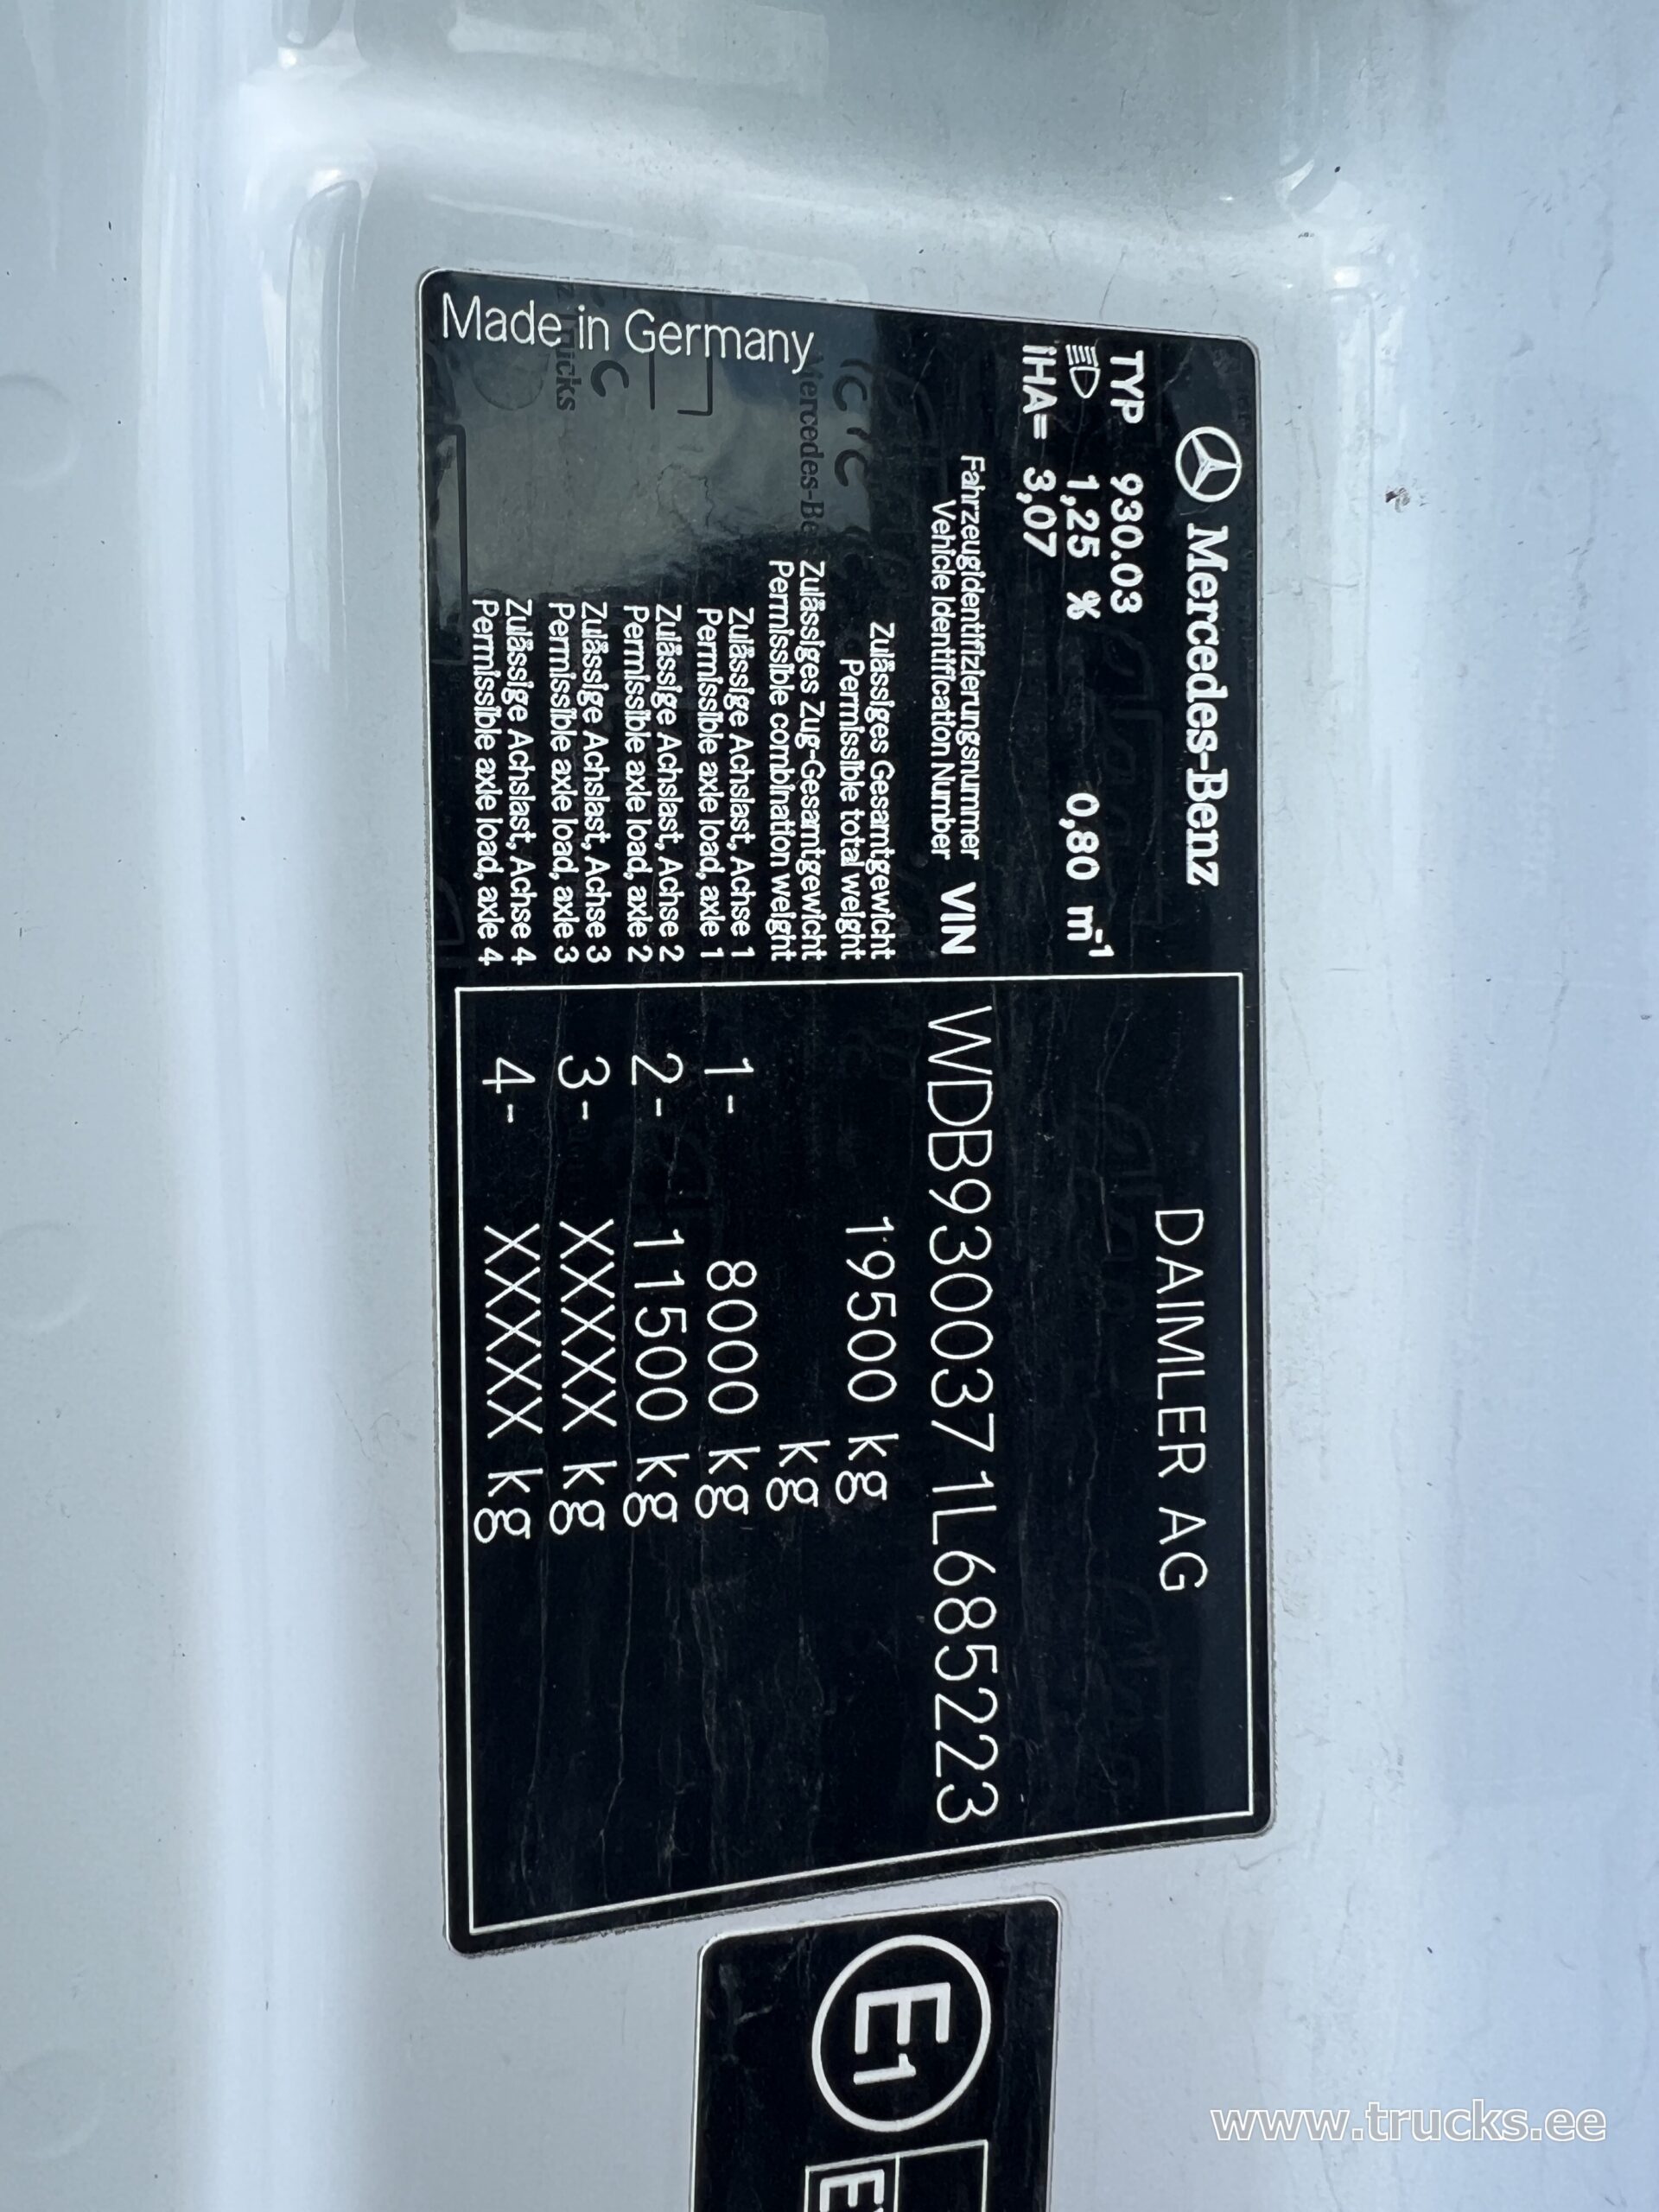 Mercedes-Benz
DAIMLER AG
TYP 930.03
1,25 % 0,80 m-1
iHA= 3,07
Fahrzeugidentifizierungsnummer
Vehicle Identification Number VIN WDB9300371L685223
Zulässiges Gesamtgewicht
Permissible total weight 19500 kg
Zulässiges Zug-Gesamtgewicht
Permissible combination weight kg
Zulässige Achslast, Achse 1
Permissible axle load, axle 1 1- 8000 kg
Zulässige Achslast, Achse 2
Permissible axle load, axle 2 2- 11500 kg
Zulässige Achslast, Achse 3
Permissible axle load, axle 3 3- XXXXX kg
Zulässige Achslast, Achse 4
Permissible axle load, axle 4 4- XXXXX kg
Made in Germany
E1
www.trucks.ee